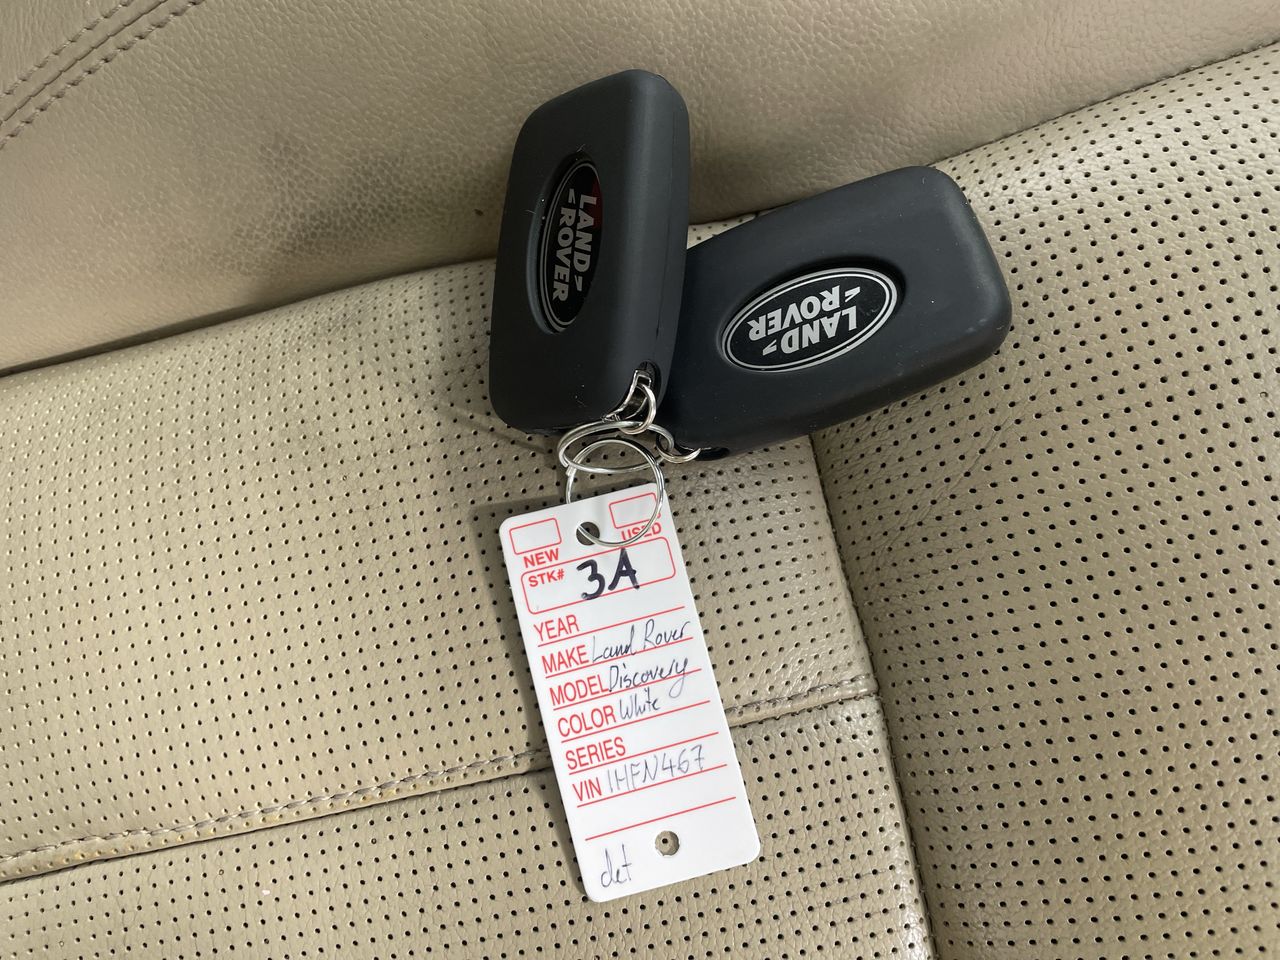 LAND
ROVER
LAND
ROVER
NEW USED
STK# 3A
YEAR
MAKE Land Rover
MODEL Discovery
COLOR White
SERIES
VIN 1HFN467
det